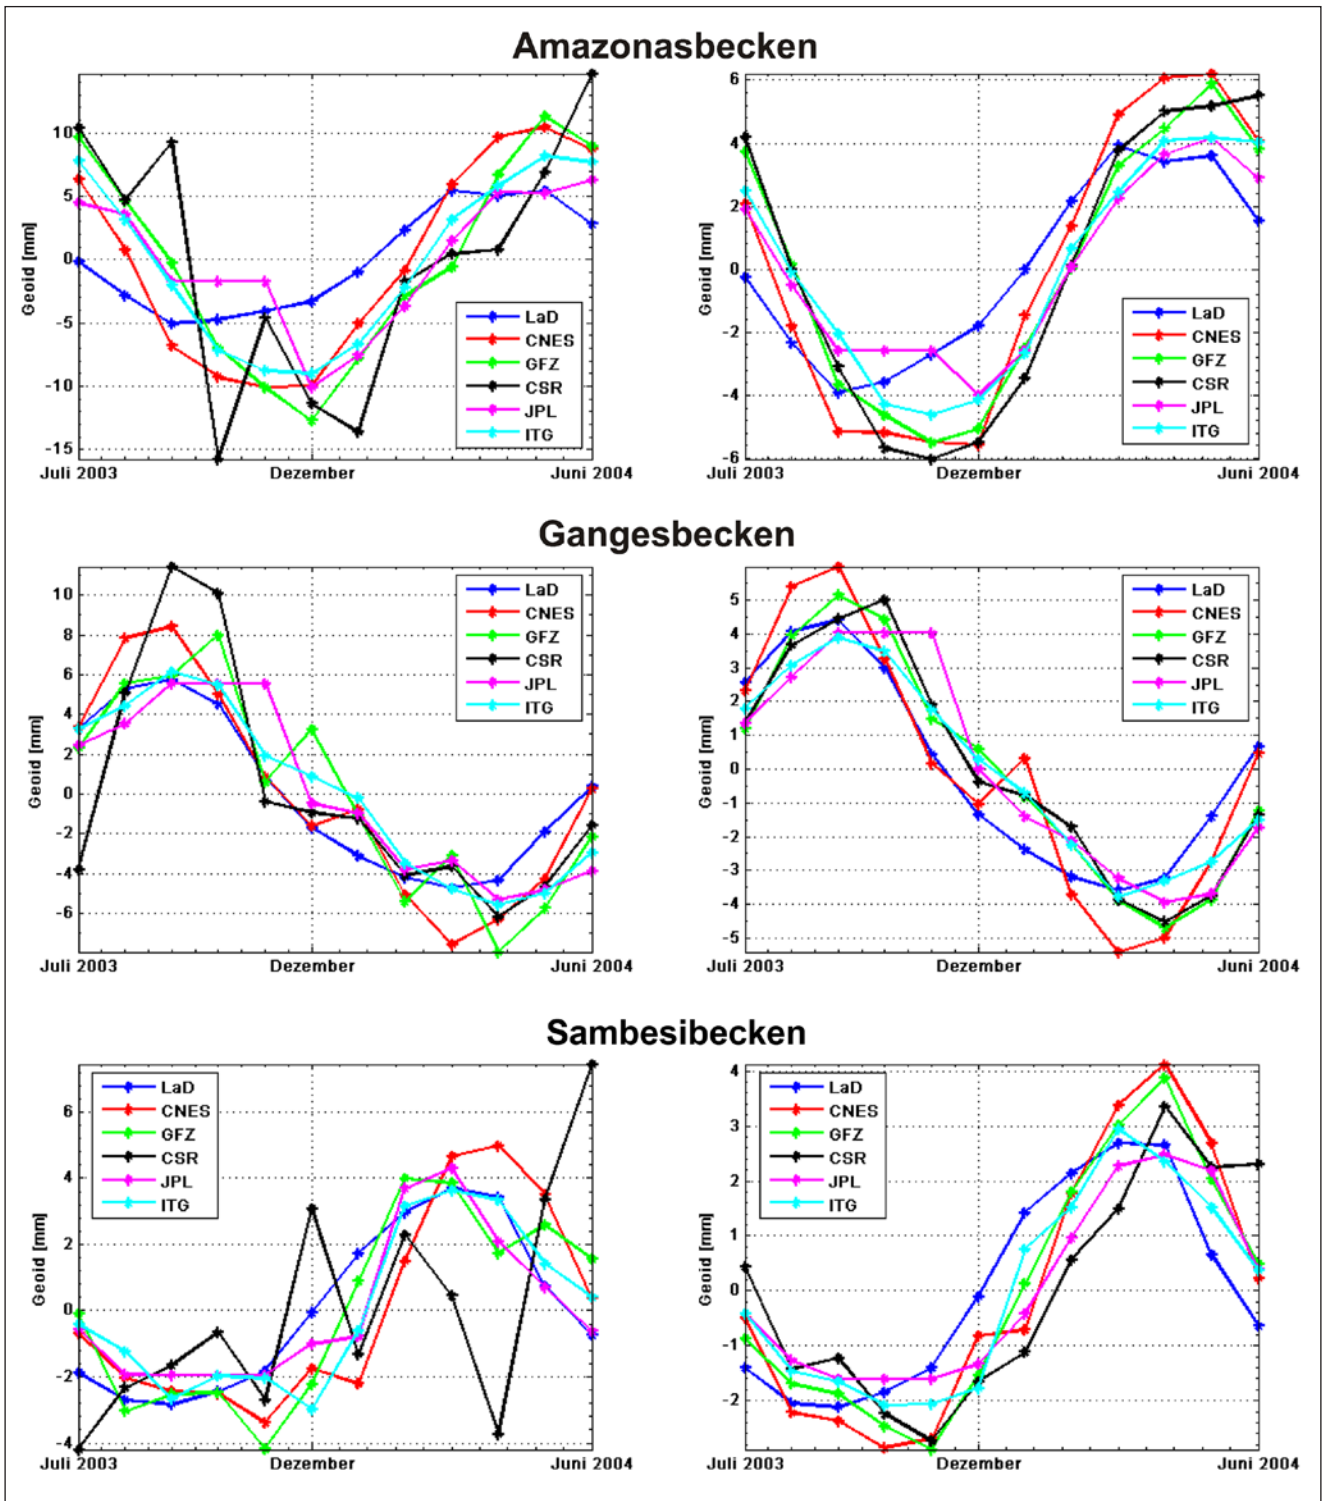 Amazonasbecken
10
5
0
-5
-10
-15
Geoid [mm]
LaD
CNES
GFZ
CSR
JPL
ITG
Juli 2003
Dezember
Juni 2004
6
4
2
0
-2
-4
-6
Geoid [mm]
LaD
CNES
GFZ
CSR
JPL
ITG
Juli 2003
Dezember
Juni 2004
Gangesbecken
10
8
6
4
2
0
-2
-4
-6
Geoid [mm]
LaD
CNES
GFZ
CSR
JPL
ITG
Juli 2003
Dezember
Juni 2004
5
4
3
2
1
0
-1
-2
-3
-4
-5
Geoid [mm]
LaD
CNES
GFZ
CSR
JPL
ITG
Juli 2003
Dezember
Juni 2004
Sambesibecken
6
4
2
0
-2
-4
Geoid [mm]
LaD
CNES
GFZ
CSR
JPL
ITG
Juli 2003
Dezember
Juni 2004
4
3
2
1
0
-1
-2
Geoid [mm]
LaD
CNES
GFZ
CSR
JPL
ITG
Juli 2003
Dezember
Juni 2004